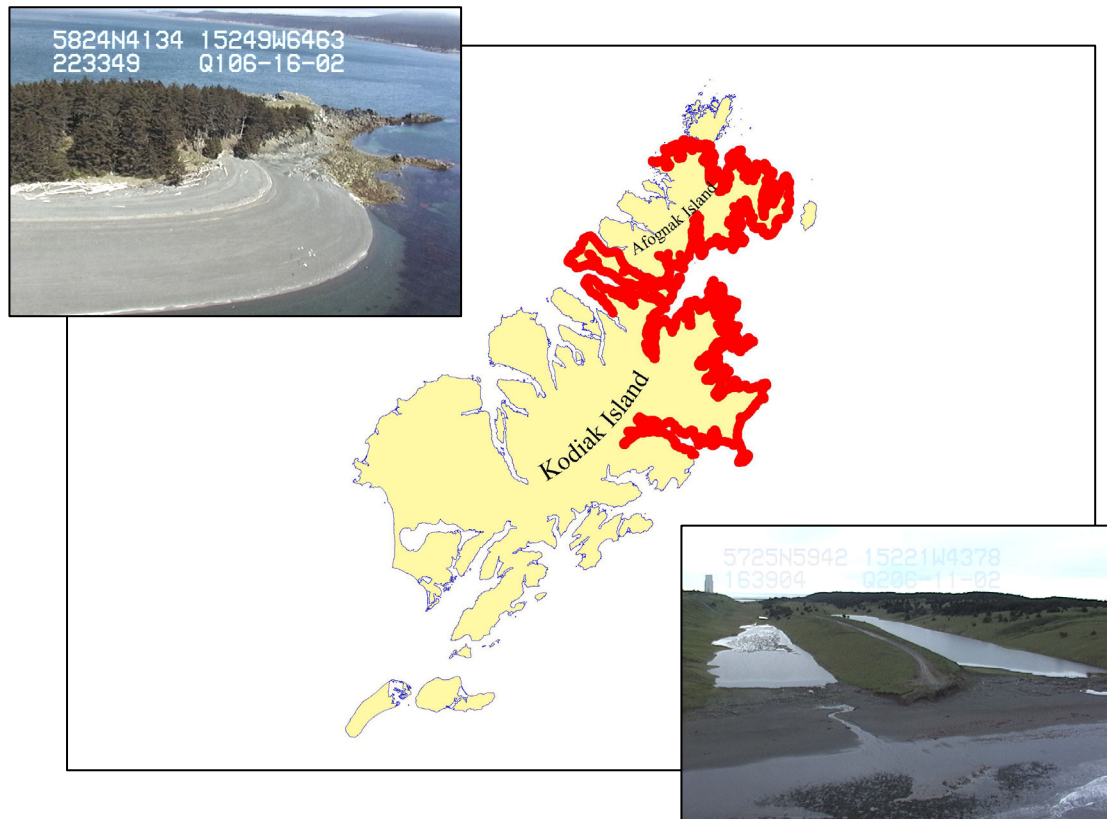 5824N4134 15249W6463
223349 Q106-16-02
Afognak Island
Kodiak Island
5725N5942 15221W4378
163904 Q206-11-02